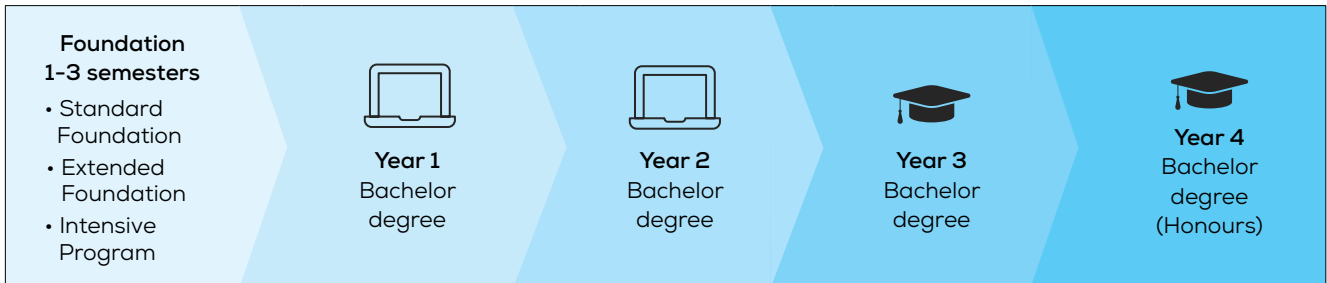 Foundation
1-3 semesters
• Standard
Foundation
• Extended
Foundation
• Intensive
Program
Year 1
Bachelor
degree
Year 2
Bachelor
degree
Year 3
Bachelor
degree
Year 4
Bachelor
degree
(Honours)